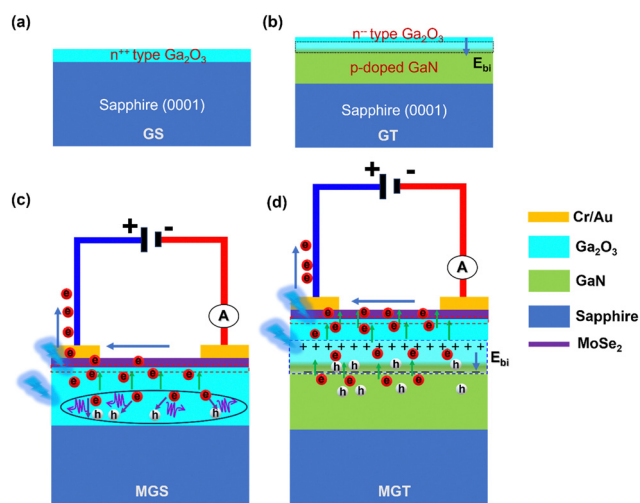 (a)
n⁺⁺ type Ga₂O₃
Sapphire (0001)
GS
(b)
n⁻⁻ type Ga₂O₃
E_bi
p-doped GaN
Sapphire (0001)
GT
(c)
+ -
A
e
e
e
e e
e e e e e
e e e e
h h h h
MGS
(d)
+ -
A
e
e
e
e e e e
e e e e
+ + + + + + + + + + + +
E_bi
e e e
h h
e e e e
h h h h h
MGT
Cr/Au
Ga₂O₃
GaN
Sapphire
MoSe₂